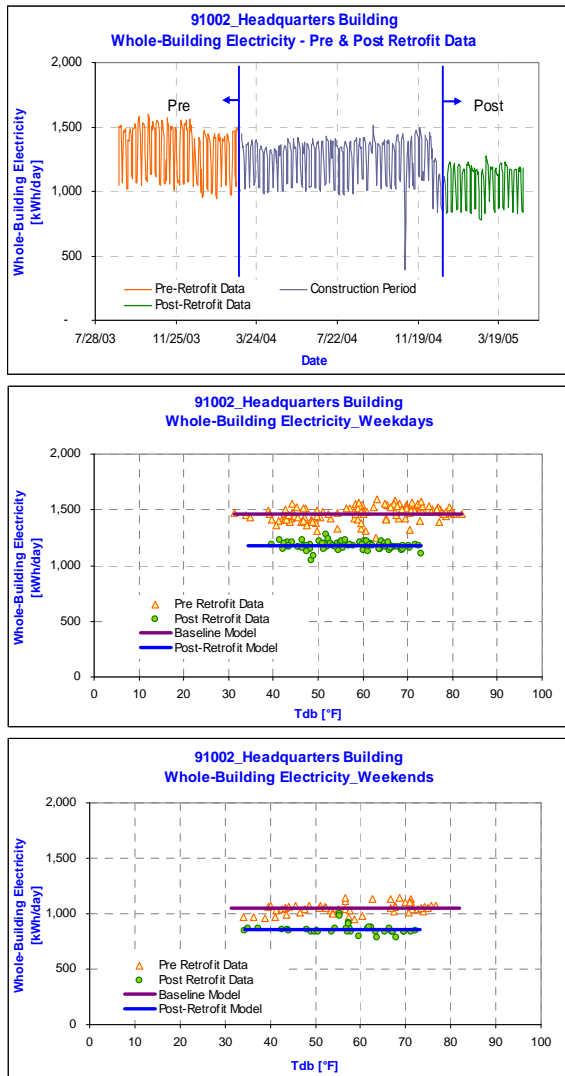 91002_Headquarters Building
Whole-Building Electricity - Pre & Post Retrofit Data
Whole-Building Electricity
[kWh/day]
2,000
1,500
1,000
500
-
Pre
Post
Pre-Retrofit Data
Construction Period
Post-Retrofit Data
7/28/03 11/25/03 3/24/04 7/22/04 11/19/04 3/19/05
Date
91002_Headquarters Building
Whole-Building Electricity_Weekdays
Whole-Building Electricity
[kWh/day]
2,000
1,500
1,000
500
0
Pre Retrofit Data
Post Retrofit Data
Baseline Model
Post-Retrofit Model
0 10 20 30 40 50 60 70 80 90 100
Tdb [°F]
91002_Headquarters Building
Whole-Building Electricity_Weekends
Whole-Building Electricity
[kWh/day]
2,000
1,500
1,000
500
0
Pre Retrofit Data
Post Retrofit Data
Baseline Model
Post-Retrofit Model
0 10 20 30 40 50 60 70 80 90 100
Tdb [°F]